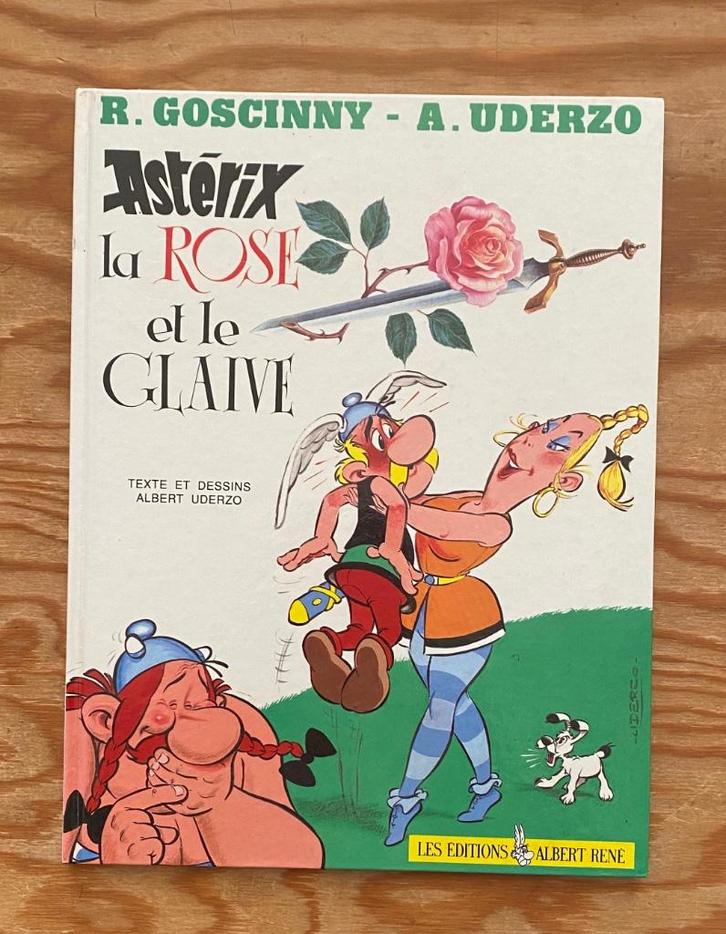 R. GOSCINNY - A. UDERZO
Astérix
la ROSE
et le
GLAIVE
TEXTE ET DESSINS
ALBERT UDERZO
UDERZO
LES EDITIONS ALBERT RENÉ